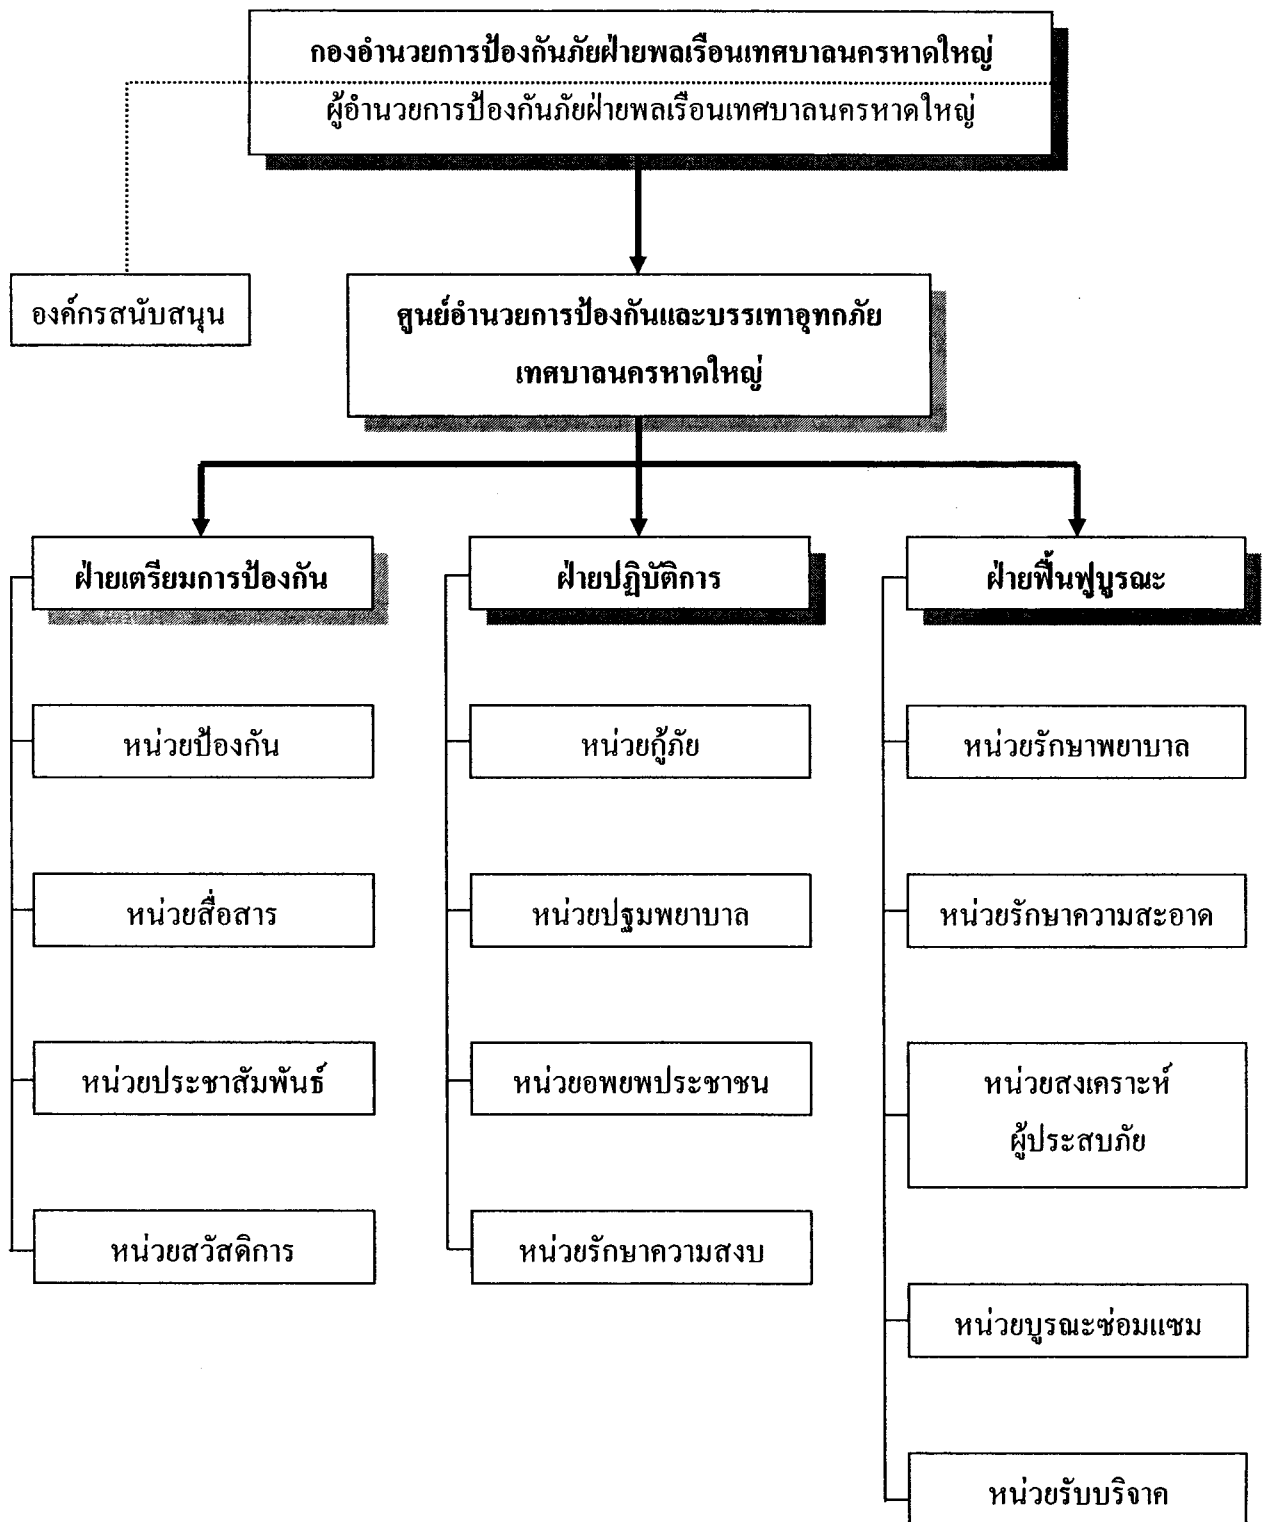 กองอำนวยการป้องกันภัยฝ่ายพลเรือนเทศบาลนครหาดใหญ่
ผู้อำนวยการป้องกันภัยฝ่ายพลเรือนเทศบาลนครหาดใหญ่
องค์กรสนับสนุน
ศูนย์อำนวยการป้องกันและบรรเทาอุทกภัย
เทศบาลนครหาดใหญ่
ฝ่ายเตรียมการป้องกัน
หน่วยป้องกัน
หน่วยสื่อสาร
หน่วยประชาสัมพันธ์
หน่วยสวัสดิการ
ฝ่ายปฏิบัติการ
หน่วยกู้ภัย
หน่วยปฐมพยาบาล
หน่วยอพยพประชาชน
หน่วยรักษาความสงบ
ฝ่ายฟื้นฟูบูรณะ
หน่วยรักษาพยาบาล
หน่วยรักษาความสะอาด
หน่วยสงเคราะห์
ผู้ประสบภัย
หน่วยบูรณะซ่อมแซม
หน่วยรับบริจาค